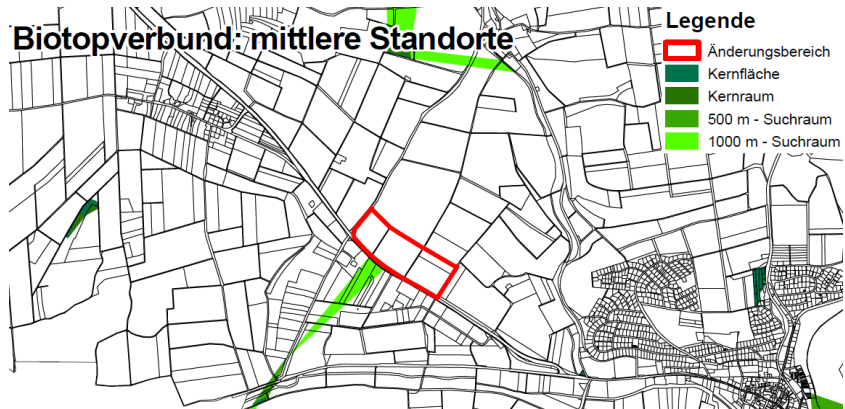 Biotopverbund: mittlere Standorte
Legende
Änderungsbereich
Kernfläche
Kernraum
500 m - Suchraum
1000 m - Suchraum